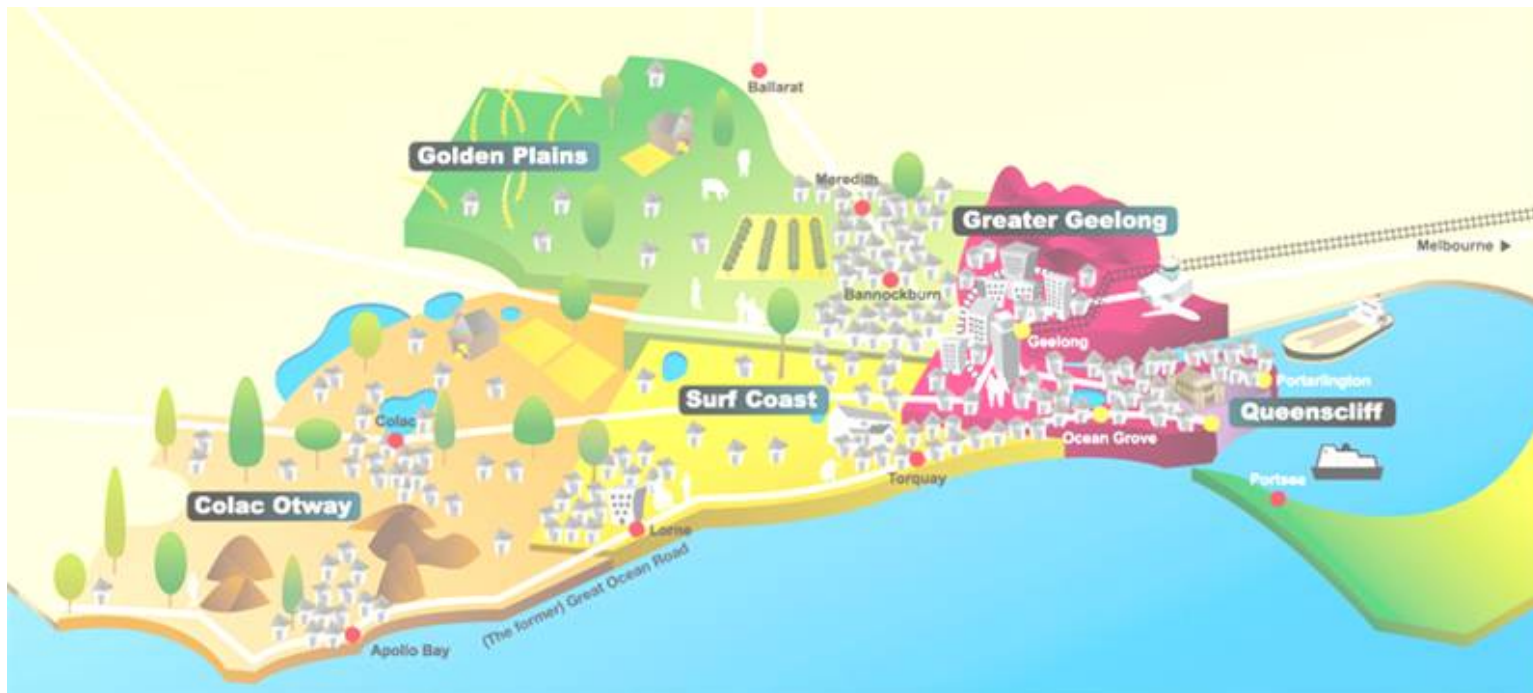 Ballarat
Golden Plains
Meredith
Greater Geelong
Melbourne
Bannockburn
Geelong
Portarlington
Surf Coast
Queenscliff
Colac
Ocean Grove
Torquay
Portsea
Colac Otway
Lorne
(The former) Great Ocean Road
Apollo Bay